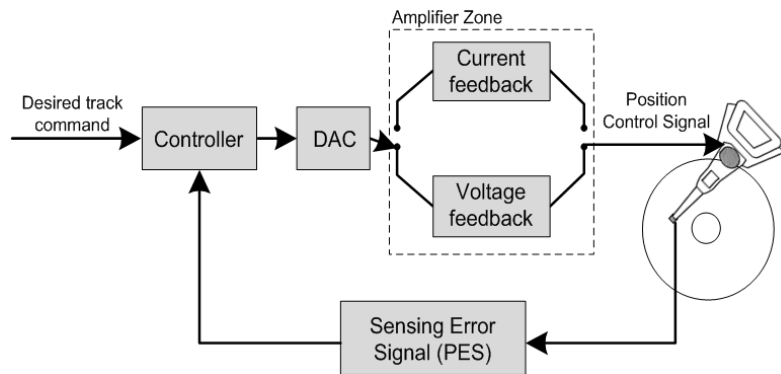 Amplifier Zone
Current
feedback
Desired track
command
Controller
DAC
Position
Control Signal
Voltage
feedback
Sensing Error
Signal (PES)